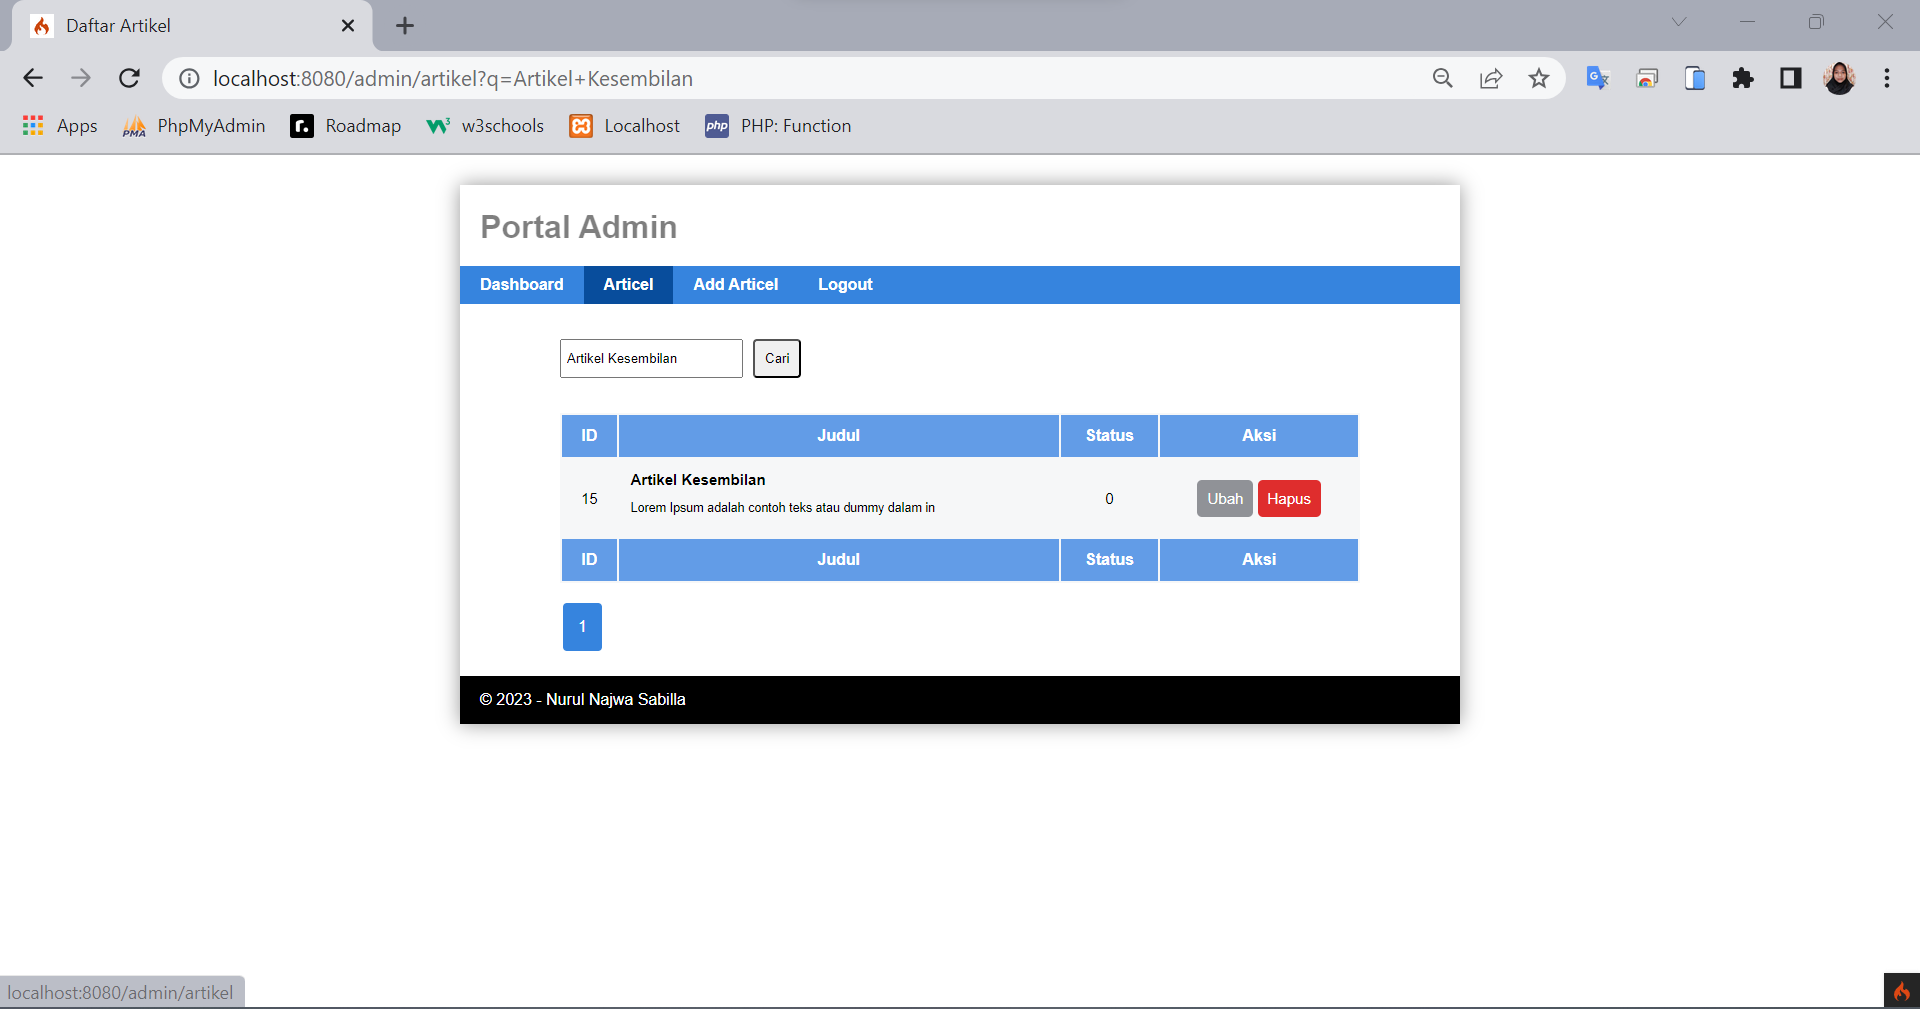 Daftar Artikel
localhost:8080/admin/artikel?q=Artikel+Kesembilan
Apps PhpMyAdmin Roadmap w3schools Localhost php PHP: Function
Portal Admin
Dashboard Articel Add Articel Logout
Artikel Kesembilan Cari
ID Judul Status Aksi
Artikel Kesembilan
15 0 Ubah Hapus
Lorem Ipsum adalah contoh teks atau dummy dalam in
ID Judul Status Aksi
1
© 2023 - Nurul Najwa Sabilla
localhost:8080/admin/artikel